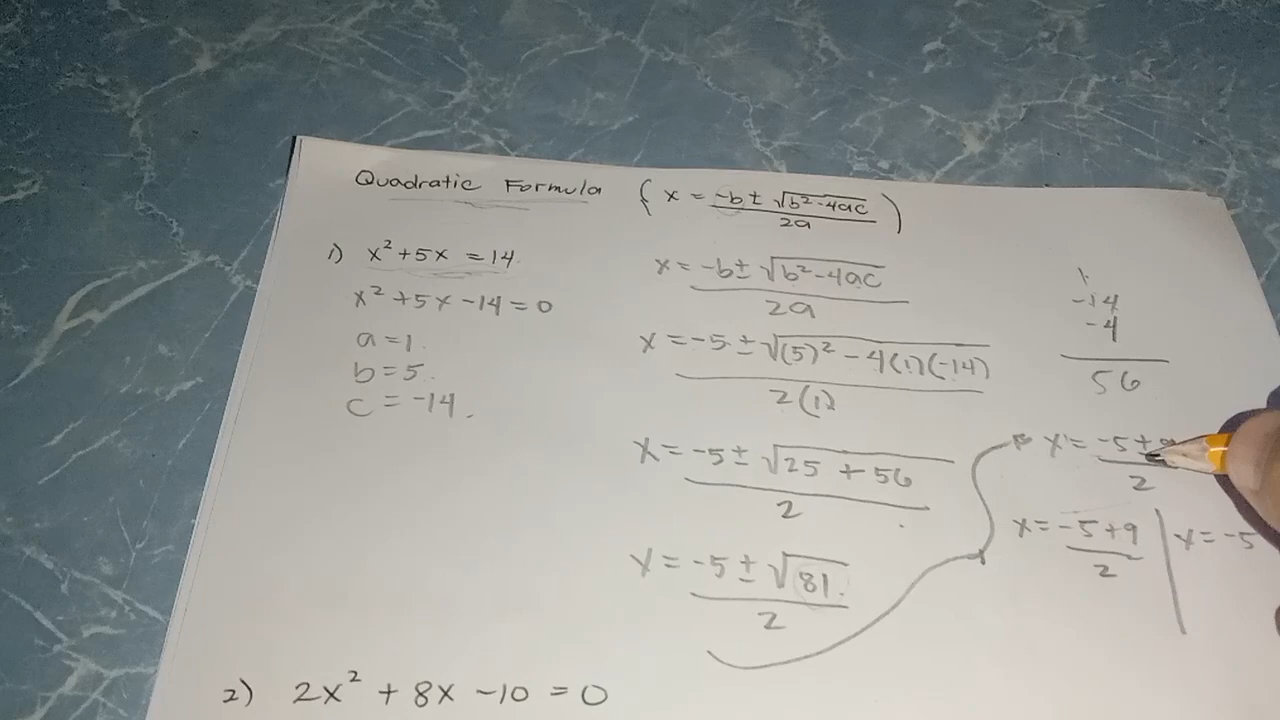 Quadratic Formula ( x = -b ± √b² - 4ac / 2a )
1) x² + 5x = 14
x² + 5x - 14 = 0
a = 1.
b = 5.
c = -14.
x = -b ± √b² - 4ac / 2a
x = -5 ± √(5)² - 4(1)(-14) / 2(1)
x = -5 ± √25 + 56 / 2
x = -5 ± √81 / 2
-14
-4
56
x = -5 ± / 2
x = -5 + 9 / 2 | x = -5
2) 2x² + 8x - 10 = 0